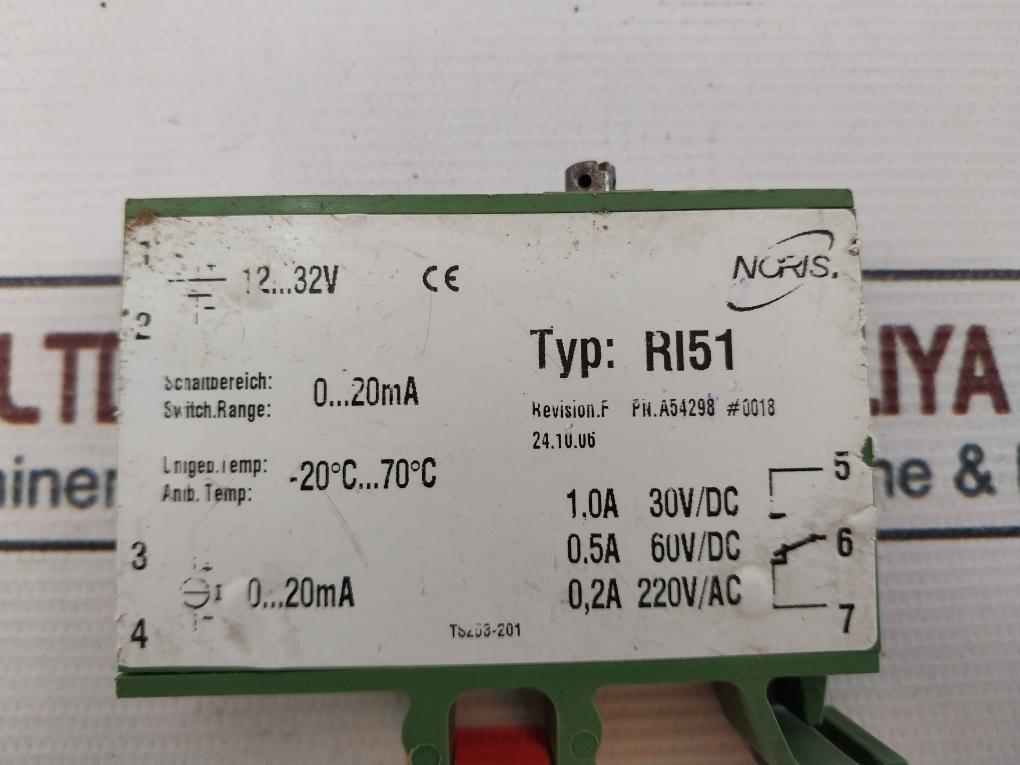 1
12...32V
CE
NORIS.
2
Typ: RI51
Schaltbereich:
Switch.Range:
0...20mA
Revision.F PN.A54298 #0018
24.10.06
Umgeb.Temp:
Amb. Temp:
-20°C...70°C
5
1.0A 30V/DC
0.5A 60V/DC
6
3
0,2A 220V/AC
0...20mA
7
4
&